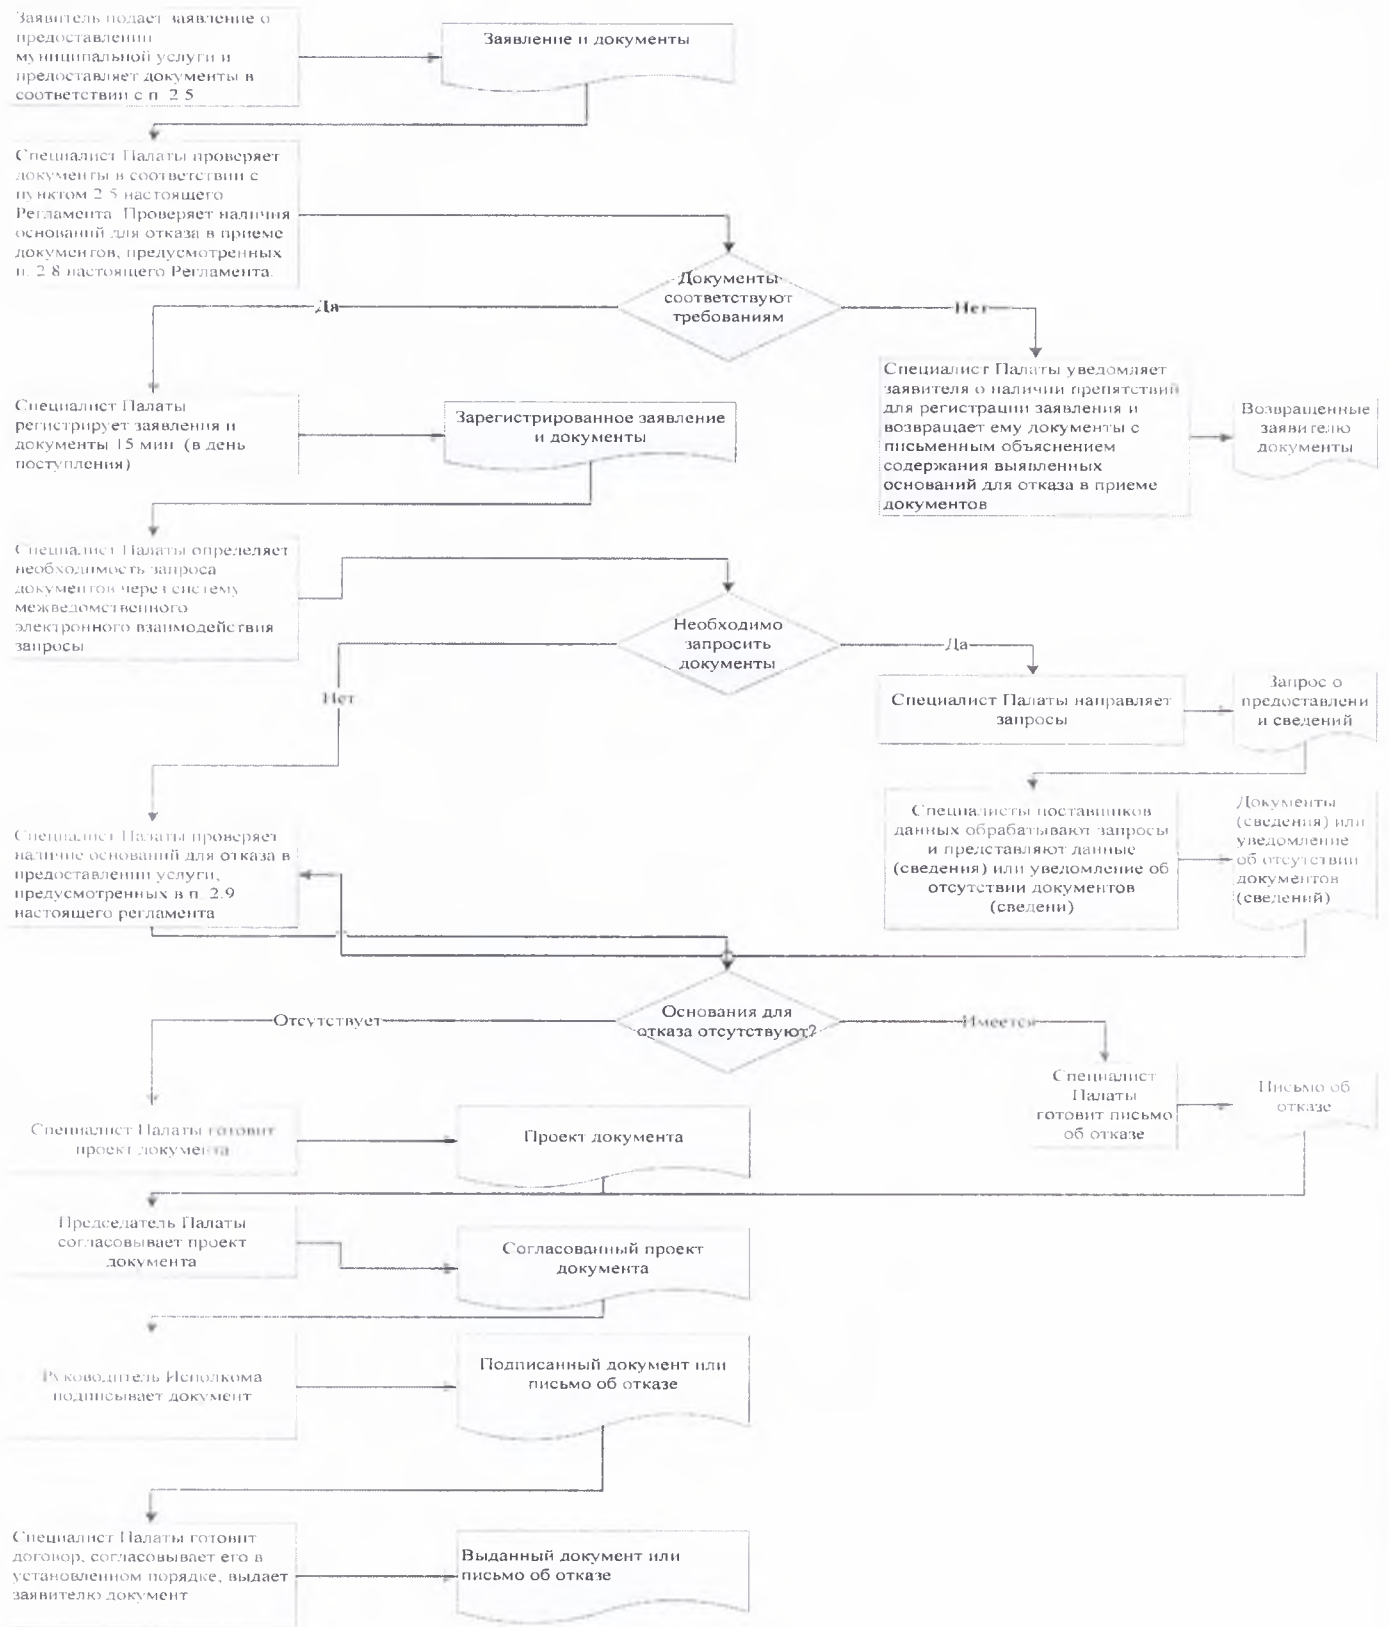 Заявитель подает заявление о
предоставлении
муниципальной услуги и
предоставляет документы в
соответствии с п. 2.5
Заявление и документы
Специалист Палаты проверяет
документы в соответствии с
пунктом 2.5 настоящего
Регламента. Проверяет наличия
оснований для отказа в приеме
документов, предусмотренных
п. 2.8 настоящего Регламента.
Документы
соответствуют
требованиям
Да
Нет
Специалист Палаты
регистрирует заявления и
документы 15 мин. (в день
поступления)
Зарегистрированное заявление
и документы
Специалист Палаты уведомляет
заявителя о наличии препятствий
для регистрации заявления и
возвращает ему документы с
письменным объяснением
содержания выявленных
оснований для отказа в приеме
документов
Возвращенные
заявителю
документы
Специалист Палаты определяет
необходимость запроса
документов через систему
межведомственного
электронного взаимодействия
запросы
Необходимо
запросить
документы
Да
Нет
Специалист Палаты направляет
запросы
Запрос о
предоставлени
и сведений
Специалисты поставщиков
данных обрабатывают запросы
и представляют данные
(сведения) или уведомление об
отсутствии документов
(сведени)
Документы
(сведения) или
уведомление
об отсутствии
документов
(сведений)
Специалист Палаты проверяет
наличие оснований для отказа в
предоставлении услуги,
предусмотренных в п. 2.9
настоящего регламента
Основания для
отказа отсутствуют?
Отсутствует
Имеется
Специалист
Палаты
готовит письмо
об отказе
Письмо об
отказе
Специалист Палаты готовит
проект документа
Проект документа
Председатель Палаты
согласовывает проект
документа
Согласованный проект
документа
Руководитель Исполкома
подписывает документ
Подписанный документ или
письмо об отказе
Специалист Палаты готовит
договор, согласовывает его в
установленном порядке, выдает
заявителю документ
Выданный документ или
письмо об отказе